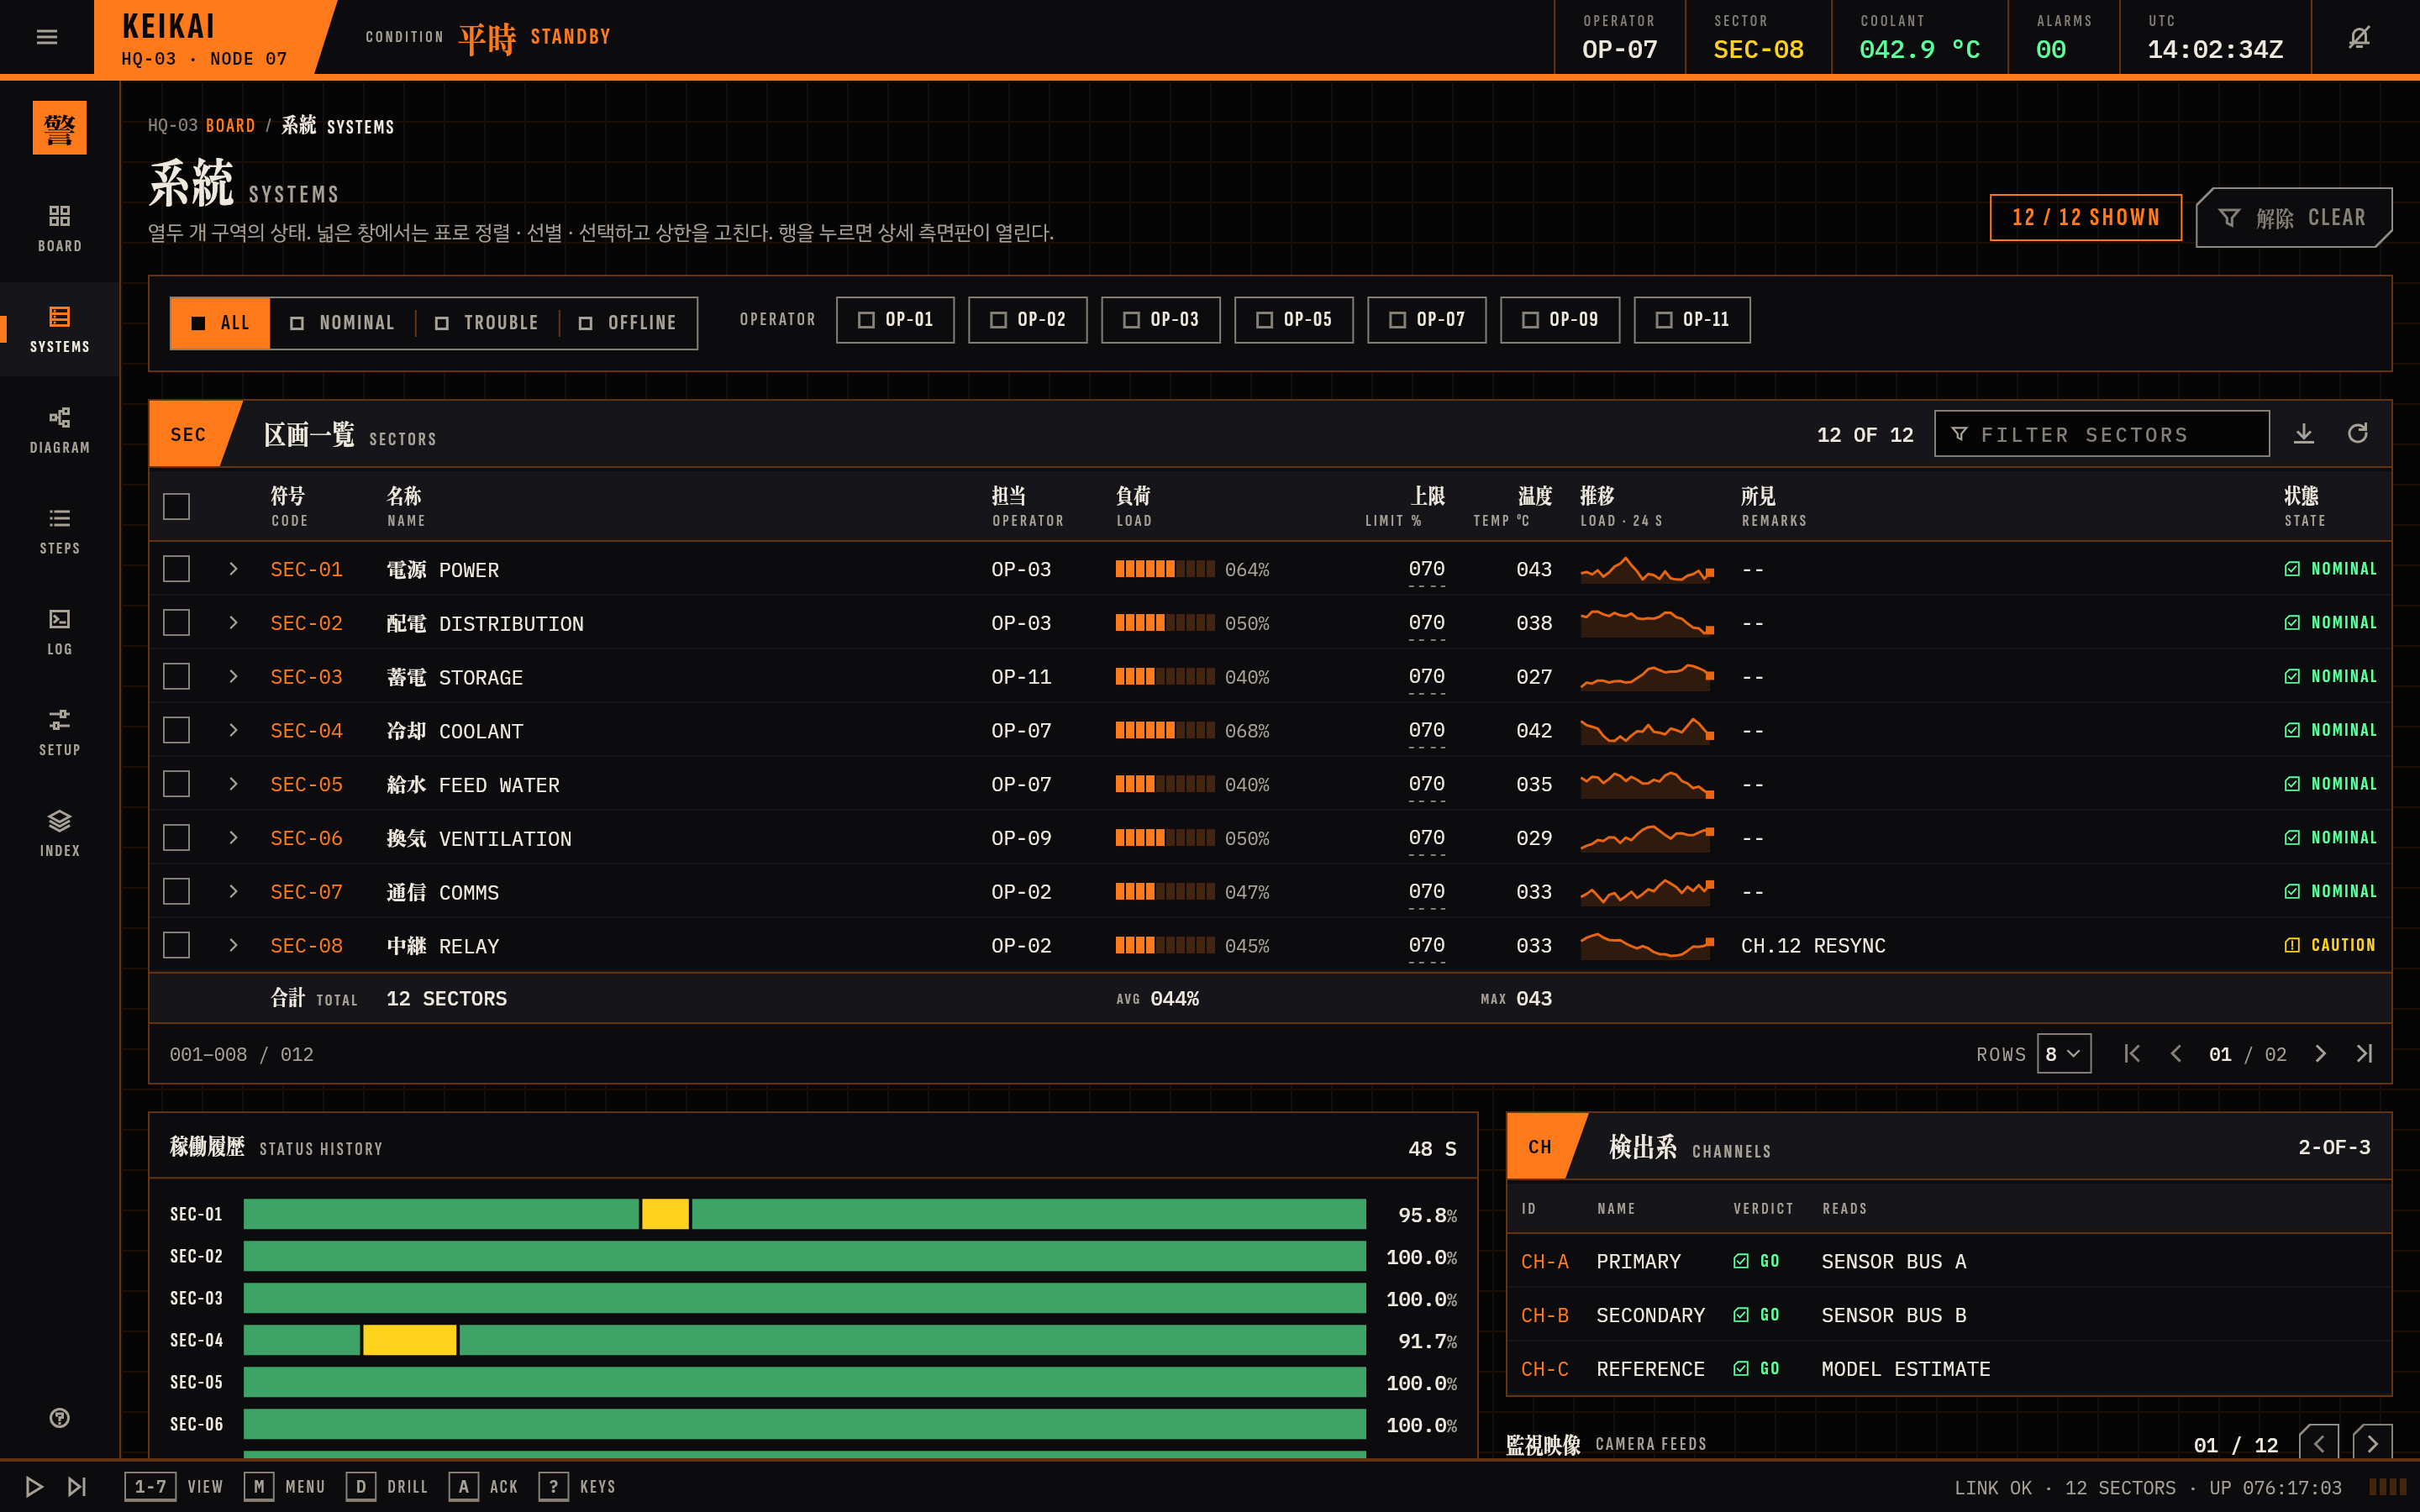 KEIKAI
HQ-03 · NODE 07
CONDITION 平時 STANDBY
OPERATOR
OP-07
SECTOR
SEC-08
COOLANT
042.9 °C
ALARMS
00
UTC
14:02:34Z
警
BOARD
SYSTEMS
DIAGRAM
STEPS
LOG
SETUP
INDEX
HQ-03 BOARD / 系統 SYSTEMS
系統 SYSTEMS
열두 개 구역의 상태. 넓은 창에서는 표로 정렬 · 선별 · 선택하고 상한을 고친다. 행을 누르면 상세 측면판이 열린다.
12 / 12 SHOWN
解除 CLEAR
ALL NOMINAL TROUBLE OFFLINE
OPERATOR OP-01 OP-02 OP-03 OP-05 OP-07 OP-09 OP-11
SEC 区画一覧 SECTORS
12 OF 12 FILTER SECTORS
符号 名称 担当 負荷 上限 温度 推移 所見 状態
CODE NAME OPERATOR LOAD LIMIT % TEMP °C LOAD · 24 S REMARKS STATE
SEC-01 電源 POWER OP-03 064% 070 043 -- NOMINAL
SEC-02 配電 DISTRIBUTION OP-03 050% 070 038 -- NOMINAL
SEC-03 蓄電 STORAGE OP-11 040% 070 027 -- NOMINAL
SEC-04 冷却 COOLANT OP-07 068% 070 042 -- NOMINAL
SEC-05 給水 FEED WATER OP-07 040% 070 035 -- NOMINAL
SEC-06 換気 VENTILATION OP-09 050% 070 029 -- NOMINAL
SEC-07 通信 COMMS OP-02 047% 070 033 -- NOMINAL
SEC-08 中継 RELAY OP-02 045% 070 033 CH.12 RESYNC CAUTION
合計 TOTAL 12 SECTORS AVG 044% MAX 043
001–008 / 012
ROWS 8 01 / 02
稼働履歴 STATUS HISTORY 48 S
SEC-01 95.8%
SEC-02 100.0%
SEC-03 100.0%
SEC-04 91.7%
SEC-05 100.0%
SEC-06 100.0%
CH 検出系 CHANNELS 2-OF-3
ID NAME VERDICT READS
CH-A PRIMARY GO SENSOR BUS A
CH-B SECONDARY GO SENSOR BUS B
CH-C REFERENCE GO MODEL ESTIMATE
監視映像 CAMERA FEEDS 01 / 12
1-7 VIEW M MENU D DRILL A ACK ? KEYS
LINK OK · 12 SECTORS · UP 076:17:03